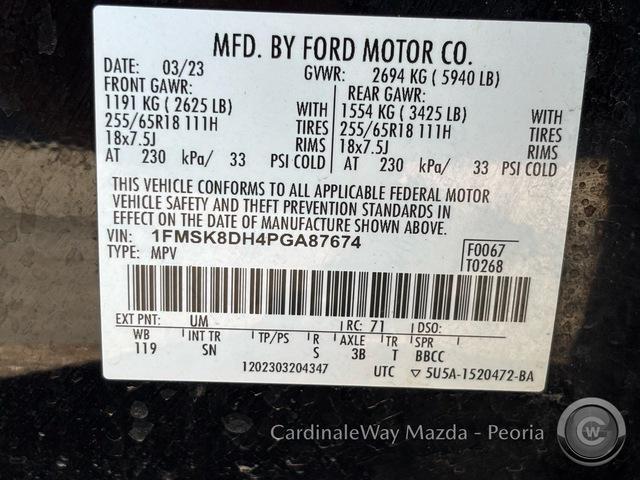 MFD. BY FORD MOTOR CO.
DATE: 03/23 GVWR: 2694 KG ( 5940 LB)
FRONT GAWR: REAR GAWR:
1191 KG ( 2625 LB) WITH 1554 KG ( 3425 LB) WITH
255/65R18 111H TIRES 255/65R18 111H TIRES
18x7.5J RIMS 18x7.5J RIMS
AT 230 kPa/ 33 PSI COLD AT 230 kPa/ 33 PSI COLD
THIS VEHICLE CONFORMS TO ALL APPLICABLE FEDERAL MOTOR
VEHICLE SAFETY AND THEFT PREVENTION STANDARDS IN
EFFECT ON THE DATE OF MANUFACTURE SHOWN ABOVE.
VIN: 1FMSK8DH4PGA87674 F0067
TYPE: MPV T0268
EXT PNT: UM RC: 71 DSO:
WB INT TR TP/PS R AXLE TR SPR
119 SN S 3B T BBCC
1202303204347 UTC ▽ 5U5A-1520472-BA
CardinaleWay Mazda - Peoria